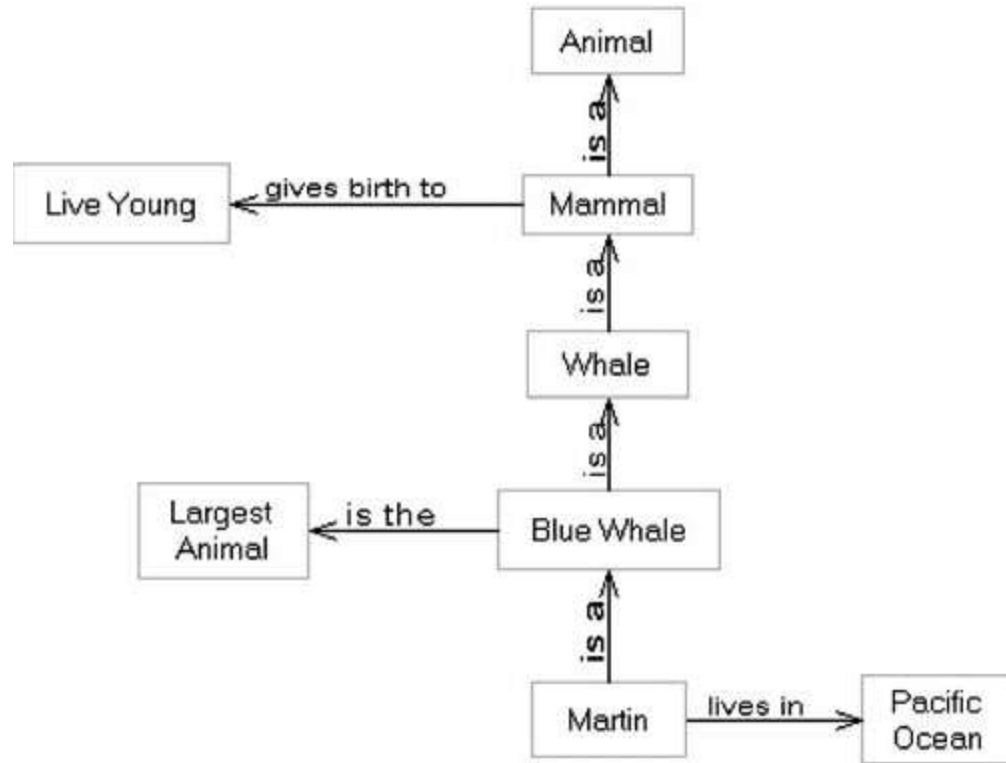 Animal
is a
Live Young
gives birth to
Mammal
is a
Whale
is a
Largest
Animal
is the
Blue Whale
is a
Martin
lives in
Pacific
Ocean